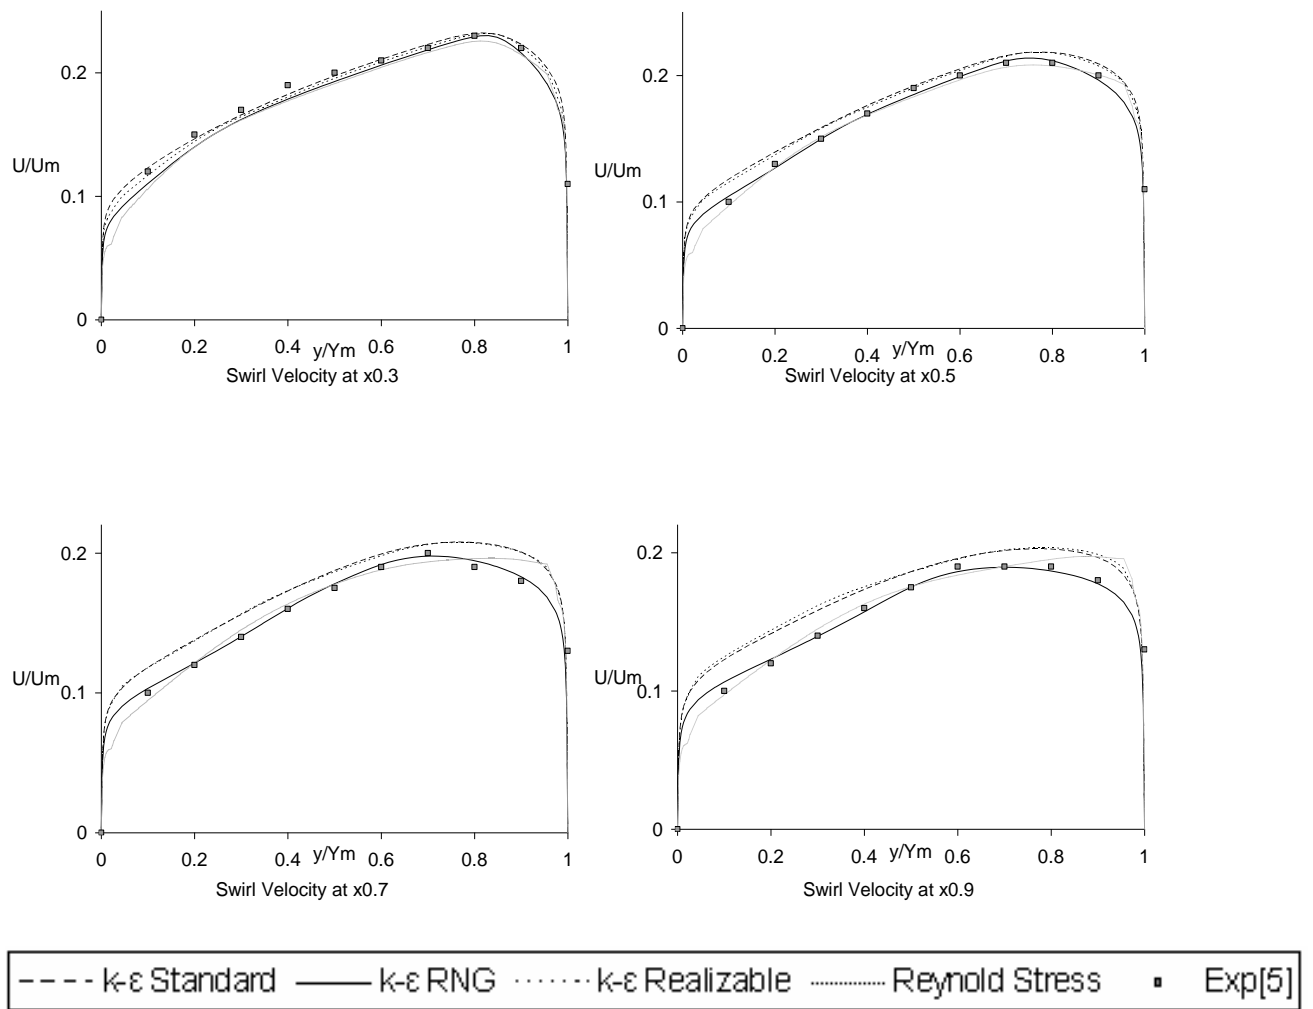 0.2
U/Um
0.1
0
0
0.2
0.4
y/Ym
0.6
0.8
1
Swirl Velocity at x0.3
0.2
U/Um
0.1
0
0
0.2
0.4
y/Ym
0.6
0.8
1
Swirl Velocity at x0.5
0.2
U/Um
0.1
0
0
0.2
0.4
y/Ym
0.6
0.8
1
Swirl Velocity at x0.7
0.2
U/Um
0.1
0
0
0.2
0.4
y/Ym
0.6
0.8
1
Swirl Velocity at x0.9
k-ε Standard k-ε RNG k-ε Realizable Reynold Stress Exp[5]